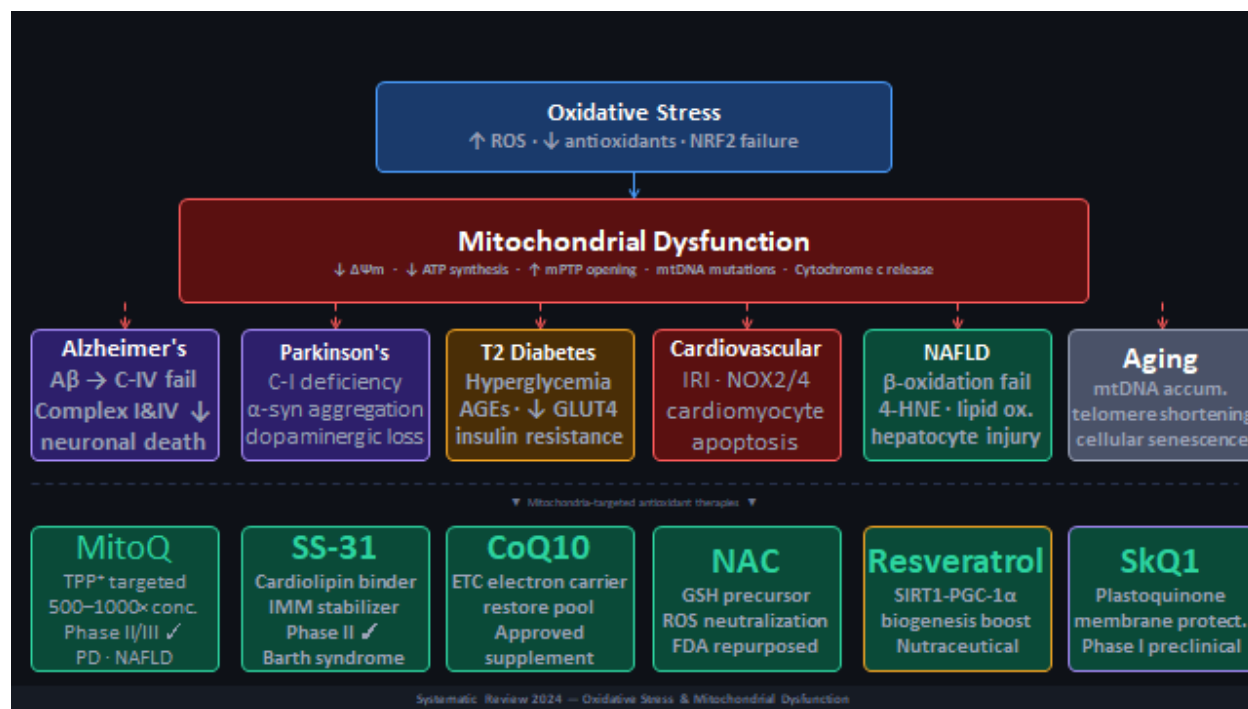 Oxidative Stress
↑ ROS · ↓ antioxidants · NRF2 failure
Mitochondrial Dysfunction
↓ ΔΨm · ↓ ATP synthesis · ↑ mPTP opening · mtDNA mutations · Cytochrome c release
Alzheimer's
Aβ → C-IV fail
Complex I&IV ↓
neuronal death
Parkinson's
C-I deficiency
α-syn aggregation
dopaminergic loss
T2 Diabetes
Hyperglycemia
AGEs · ↓ GLUT4
insulin resistance
Cardiovascular
IRI · NOX2/4
cardiomyocyte
apoptosis
NAFLD
β-oxidation fail
4-HNE · lipid ox.
hepatocyte injury
Aging
mtDNA accum.
telomere shortening
cellular senescence
▼ Mitochondria-targeted antioxidant therapies ▼
MitoQ
TPP⁺ targeted
500–1000× conc.
Phase II/III ✓
PD · NAFLD
SS-31
Cardiolipin binder
IMM stabilizer
Phase II ✓
Barth syndrome
CoQ10
ETC electron carrier
restore pool
Approved
supplement
NAC
GSH precursor
ROS neutralization
FDA repurposed
Resveratrol
SIRT1-PGC-1α
biogenesis boost
Nutraceutical
SkQ1
Plastoquinone
membrane protect.
Phase I preclinical
Systematic Review 2024 — Oxidative Stress & Mitochondrial Dysfunction